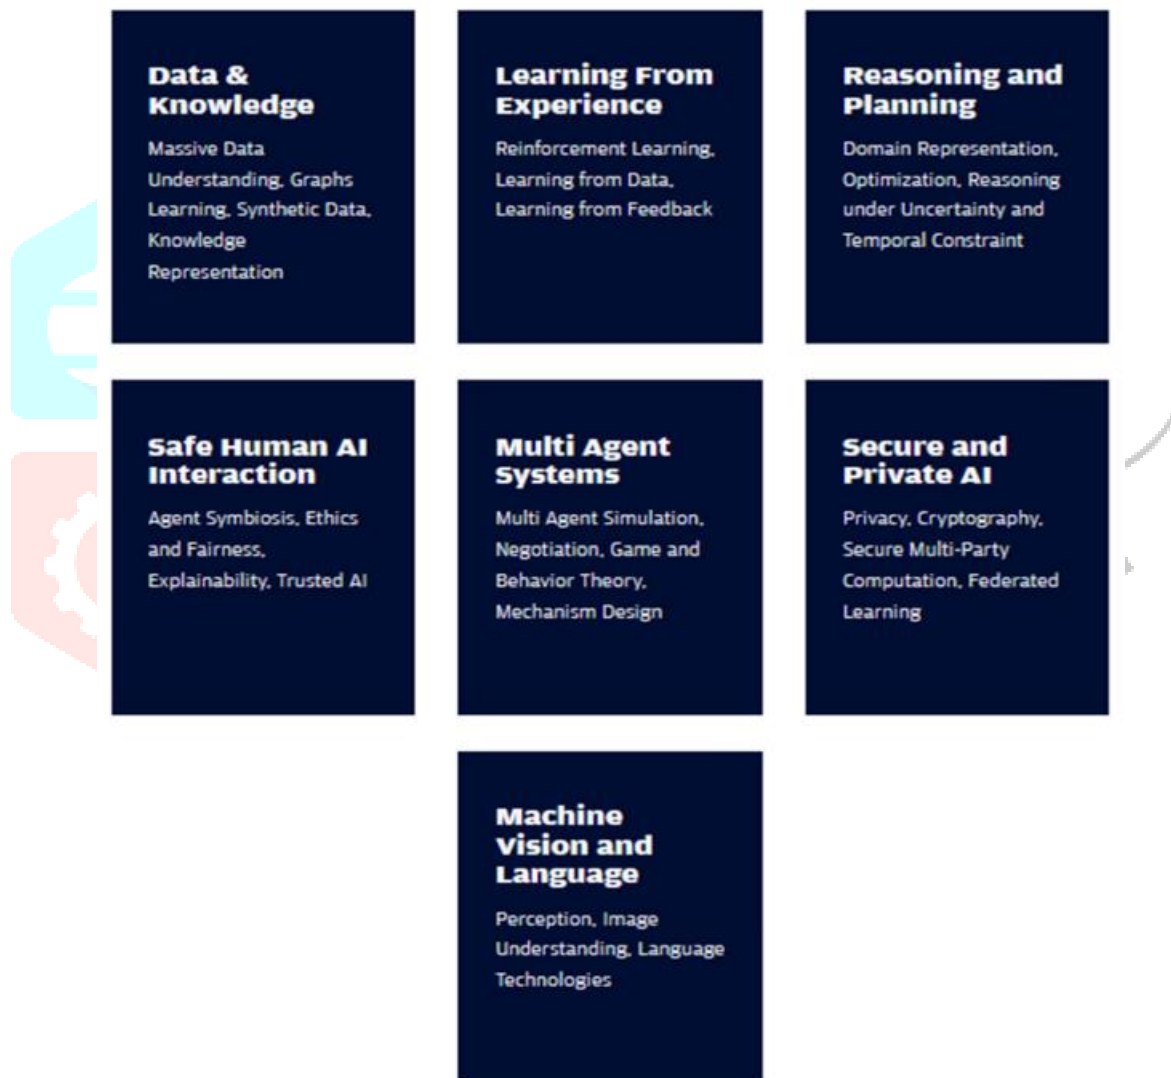 Data &
Knowledge
Massive Data
Understanding, Graphs
Learning, Synthetic Data,
Knowledge
Representation
Learning From
Experience
Reinforcement Learning,
Learning from Data,
Learning from Feedback
Reasoning and
Planning
Domain Representation,
Optimization, Reasoning
under Uncertainty and
Temporal Constraint
Safe Human AI
Interaction
Agent Symbiosis, Ethics
and Fairness,
Explainability, Trusted AI
Multi Agent
Systems
Multi Agent Simulation,
Negotiation, Game and
Behavior Theory,
Mechanism Design
Secure and
Private AI
Privacy, Cryptography,
Secure Multi-Party
Computation, Federated
Learning
Machine
Vision and
Language
Perception, Image
Understanding, Language
Technologies